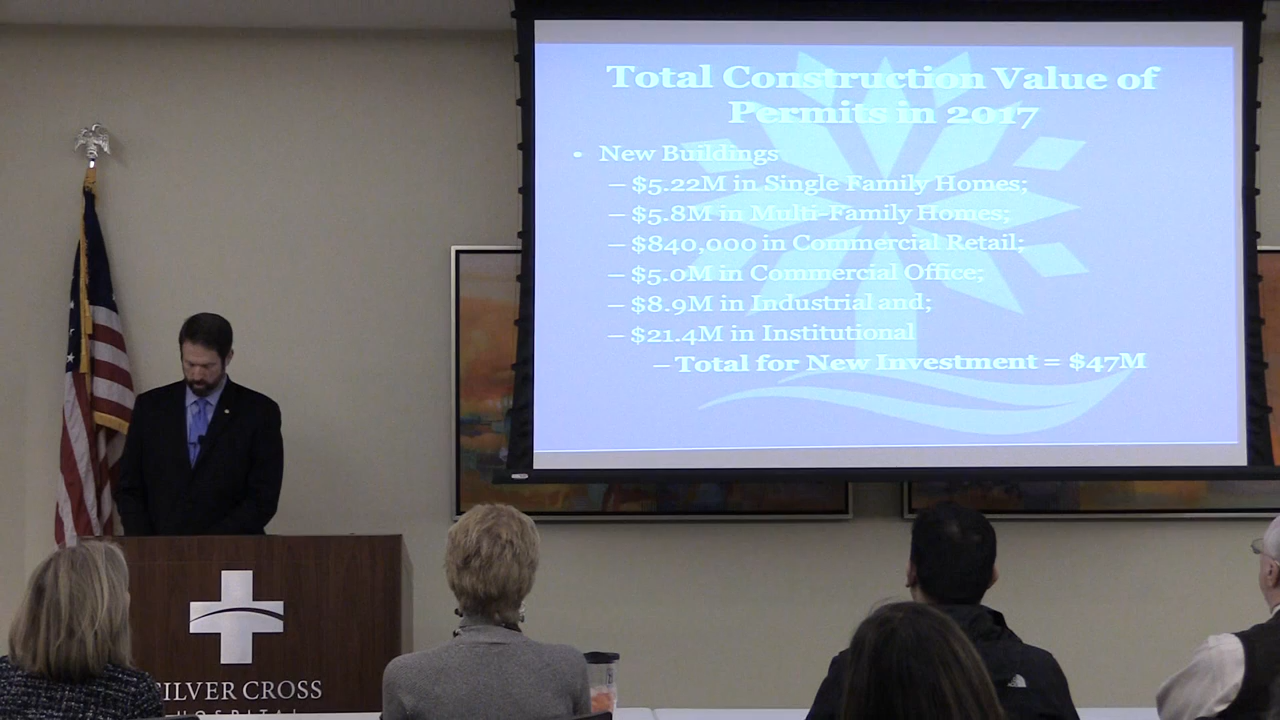 Total Construction Value of
Permits in 2017
• New Buildings
– $5.22M in Single Family Homes;
– $5.8M in Multi-Family Homes;
– $840,000 in Commercial Retail;
– $5.0M in Commercial Office;
– $8.9M in Industrial and;
– $21.4M in Institutional
– Total for New Investment = $47M
SILVER CROSS
HOSPITAL